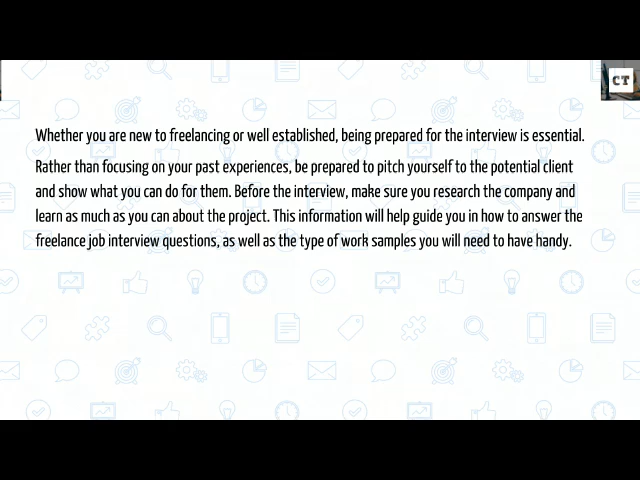 CT
Whether you are new to freelancing or well established, being prepared for the interview is essential.
Rather than focusing on your past experiences, be prepared to pitch yourself to the potential client
and show what you can do for them. Before the interview, make sure you research the company and
learn as much as you can about the project. This information will help guide you in how to answer the
freelance job interview questions, as well as the type of work samples you will need to have handy.